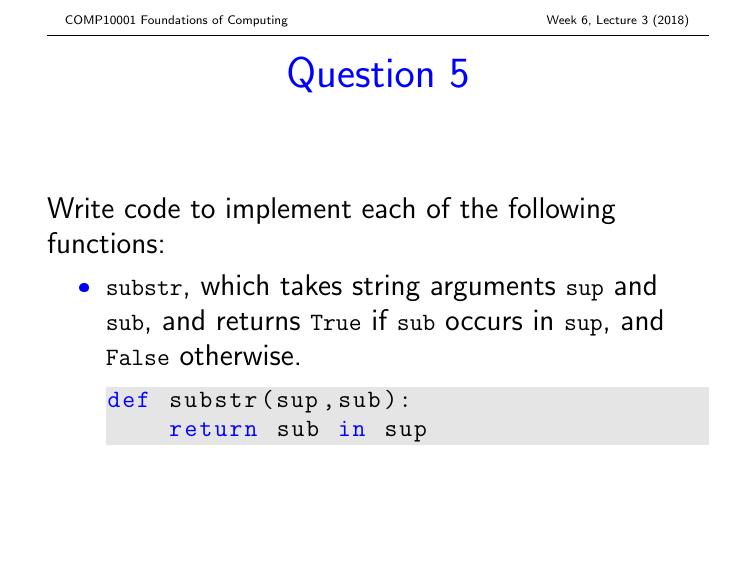 COMP10001 Foundations of Computing
Week 6, Lecture 3 (2018)
Question 5
Write code to implement each of the following
functions:
• substr, which takes string arguments sup and
sub, and returns True if sub occurs in sup, and
False otherwise.
def substr(sup,sub):
    return sub in sup